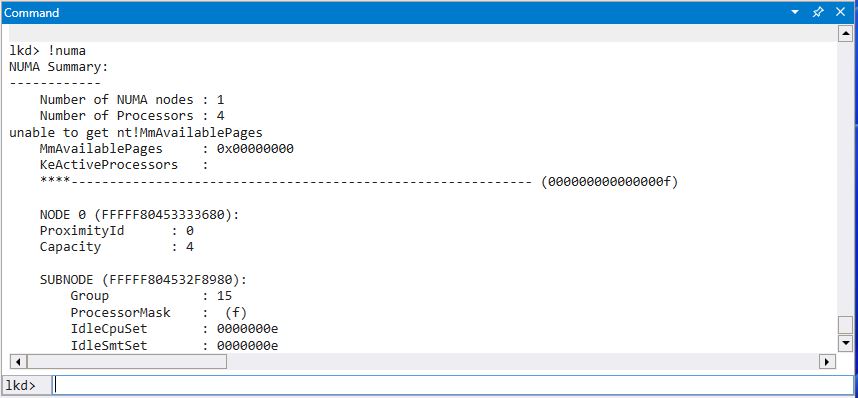 Command
lkd> !numa
NUMA Summary:
------------
    Number of NUMA nodes : 1
    Number of Processors : 4
unable to get nt!MmAvailablePages
    MmAvailablePages     : 0x00000000
    KeActiveProcessors   :
    ****------------------------------------------------------------ (000000000000000f)

    NODE 0 (FFFFF80453333680):
    ProximityId      : 0
    Capacity         : 4

    SUBNODE (FFFFF804532F8980):
        Group            : 15
        ProcessorMask    :  (f)
        IdleCpuSet       : 0000000e
        IdleSmtSet       : 0000000e
lkd>